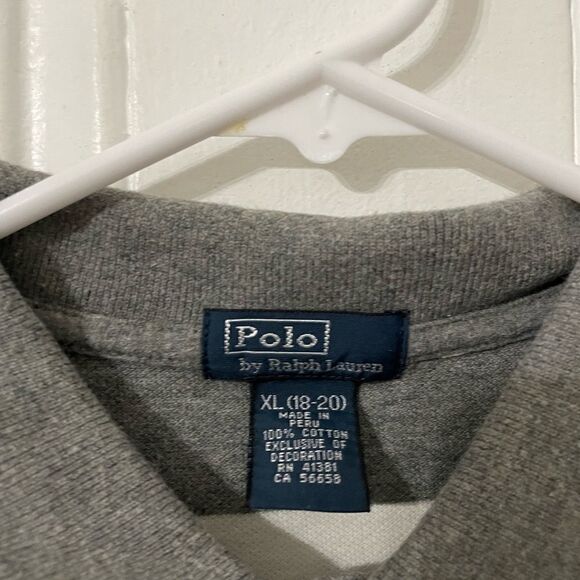 Polo
by Ralph Lauren
XL (18-20)
MADE IN
PERU
100% COTTON
EXCLUSIVE OF
DECORATION
RN 41381
CA 56658